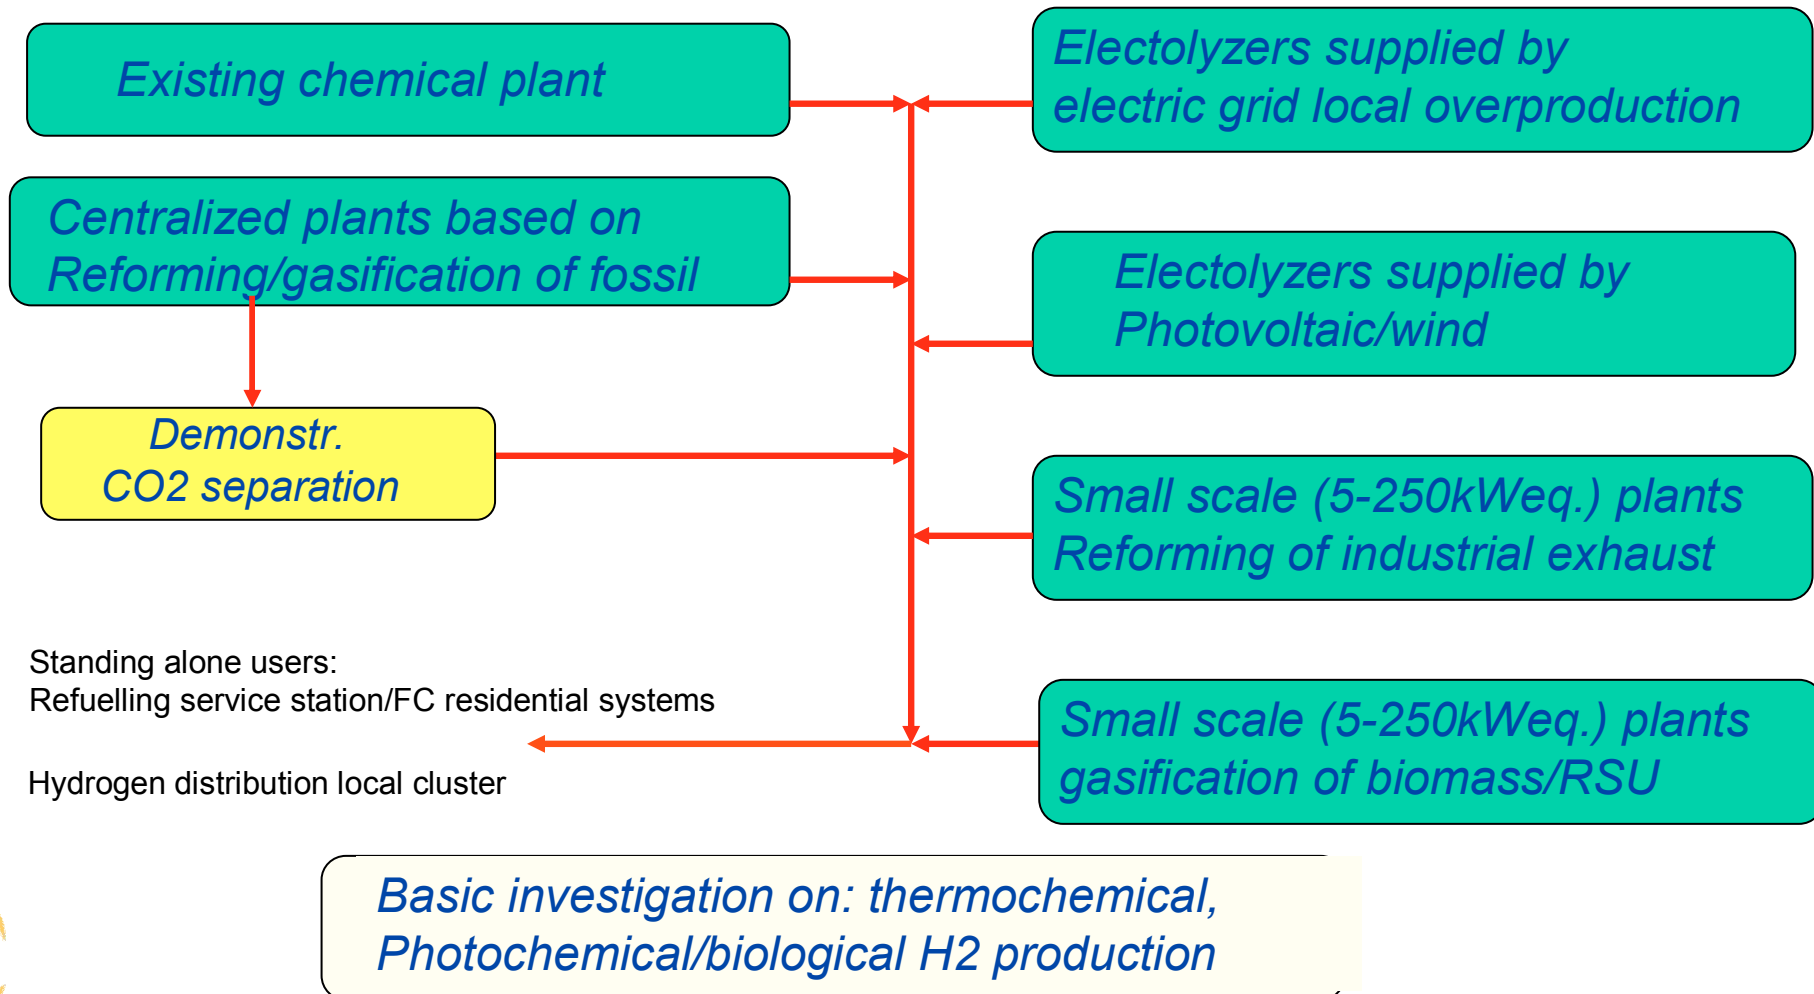 Existing chemical plant
Electolyzers supplied by
electric grid local overproduction
Centralized plants based on
Reforming/gasification of fossil
Electolyzers supplied by
Photovoltaic/wind
Demonstr.
CO2 separation
Small scale (5-250kWeq.) plants
Reforming of industrial exhaust
Standing alone users:
Refuelling service station/FC residential systems
Small scale (5-250kWeq.) plants
gasification of biomass/RSU
Hydrogen distribution local cluster
Basic investigation on: thermochemical,
Photochemical/biological H2 production